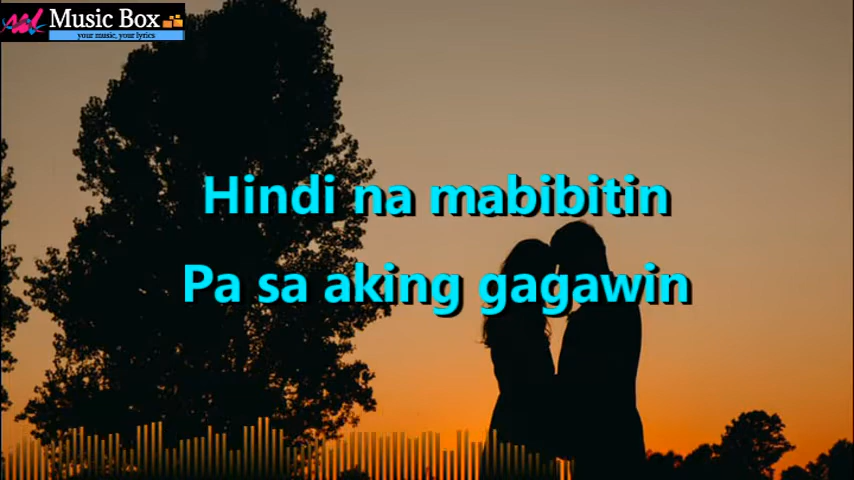 Music Box
your music, your lyrics
Hindi na mabibitin
Pa sa aking gagawin